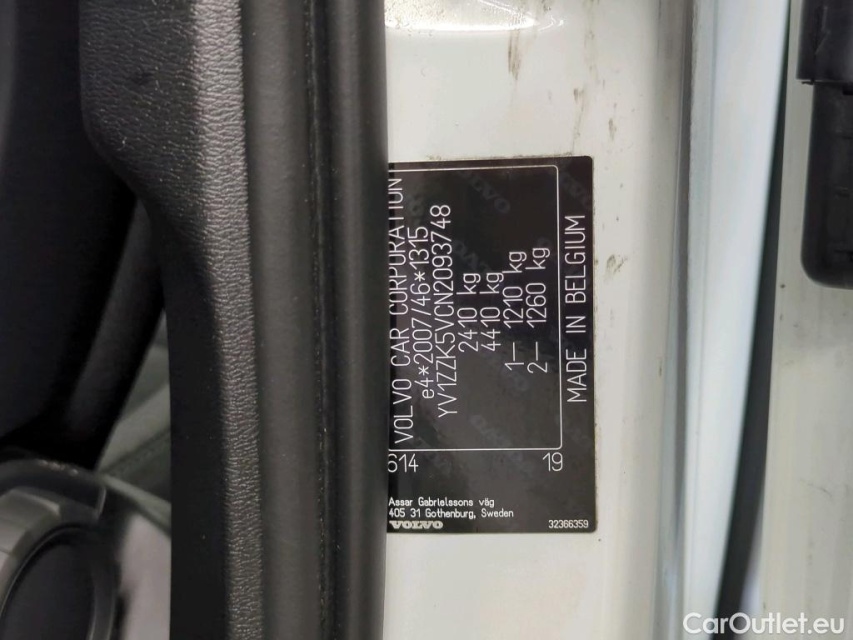 VOLVO CAR CORPORATION
e4*2007/46*1315
YV1ZZK5VCN2093748
2410 kg
4410 kg
1– 1210 kg
2– 1260 kg
MADE IN BELGIUM
614
19
Assar Gabrielssons väg
405 31 Gothenburg, Sweden
VOLVO
32366359
CarOutlet.eu